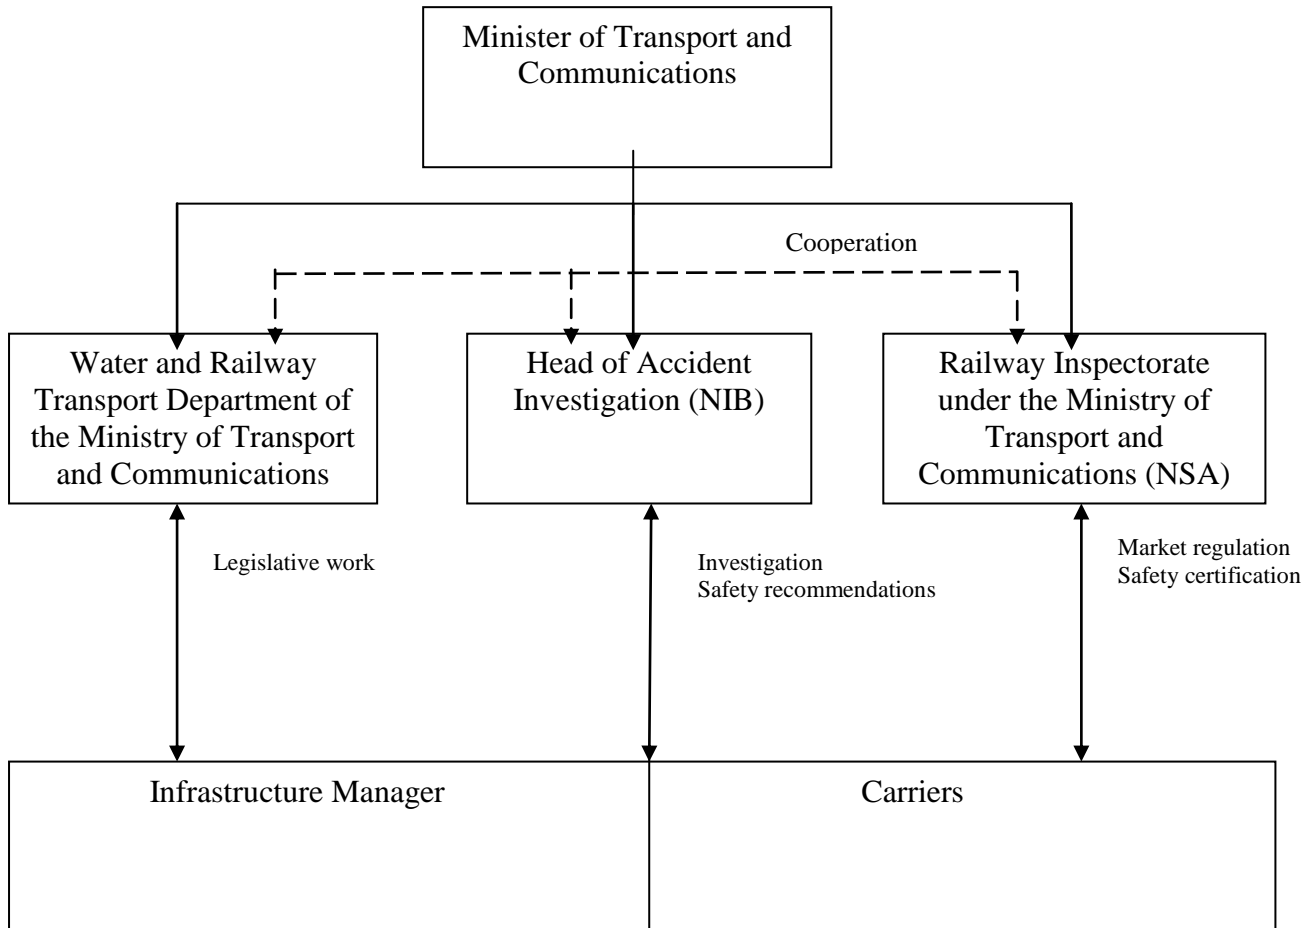 Minister of Transport and
Communications
Cooperation
Water and Railway
Transport Department of
the Ministry of Transport
and Communications
Head of Accident
Investigation (NIB)
Railway Inspectorate
under the Ministry of
Transport and
Communications (NSA)
Legislative work
Investigation
Safety recommendations
Market regulation
Safety certification
Infrastructure Manager
Carriers